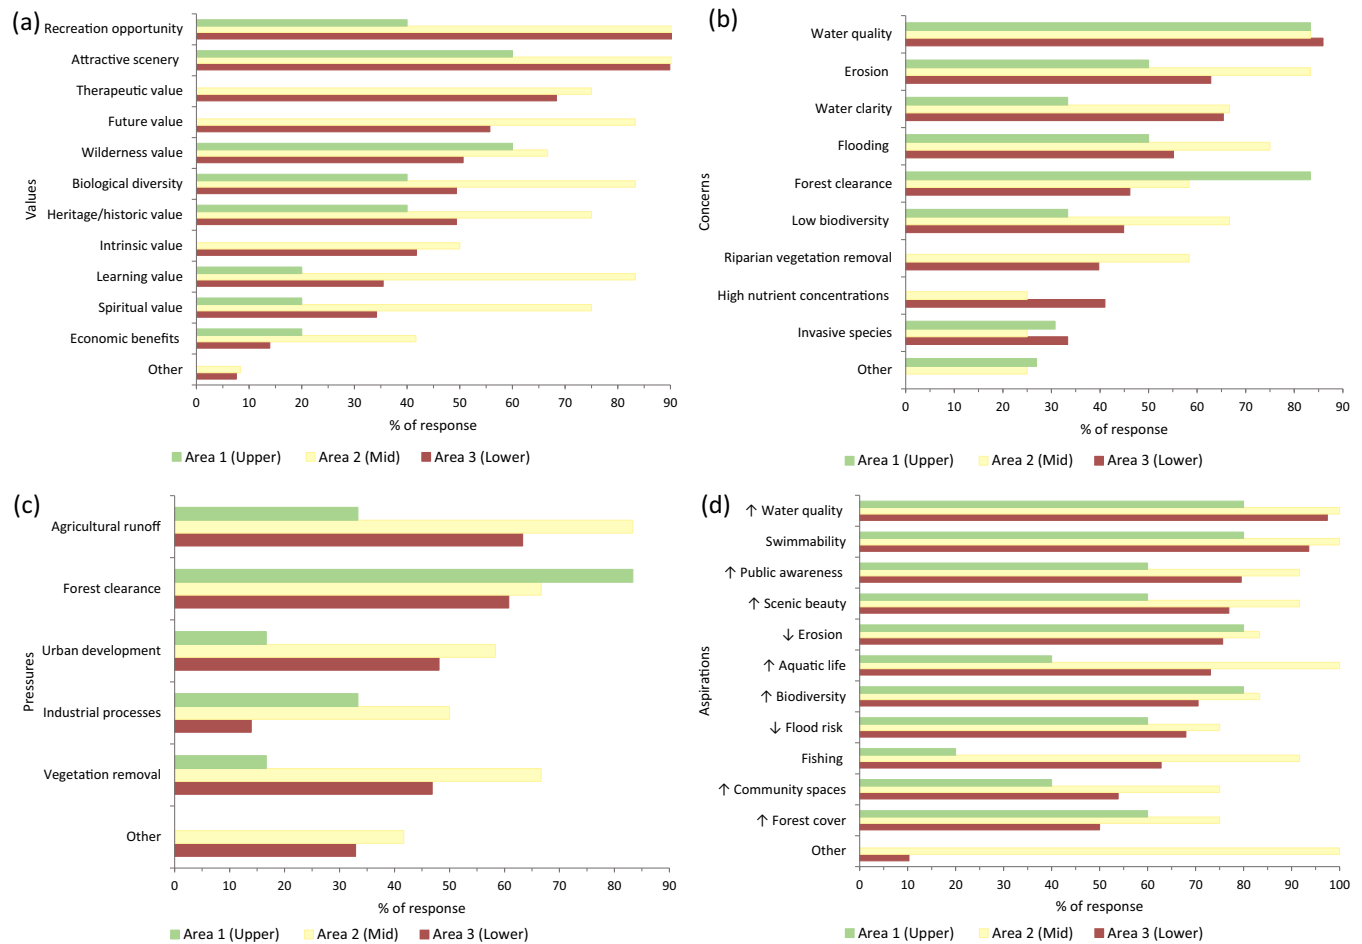 (a)
Values
Recreation opportunity
Attractive scenery
Therapeutic value
Future value
Wilderness value
Biological diversity
Heritage/historic value
Intrinsic value
Learning value
Spiritual value
Economic benefits
Other
0 10 20 30 40 50 60 70 80 90
% of response
Area 1 (Upper) Area 2 (Mid) Area 3 (Lower)
(b)
Concerns
Water quality
Erosion
Water clarity
Flooding
Forest clearance
Low biodiversity
Riparian vegetation removal
High nutrient concentrations
Invasive species
Other
0 10 20 30 40 50 60 70 80 90
% of response
Area 1 (Upper) Area 2 (Mid) Area 3 (Lower)
(c)
Pressures
Agricultural runoff
Forest clearance
Urban development
Industrial processes
Vegetation removal
Other
0 10 20 30 40 50 60 70 80 90
% of response
Area 1 (Upper) Area 2 (Mid) Area 3 (Lower)
(d)
Aspirations
↑ Water quality
Swimmability
↑ Public awareness
↑ Scenic beauty
↓ Erosion
↑ Aquatic life
↑ Biodiversity
↓ Flood risk
Fishing
↑ Community spaces
↑ Forest cover
Other
0 10 20 30 40 50 60 70 80 90 100
% of response
Area 1 (Upper) Area 2 (Mid) Area 3 (Lower)